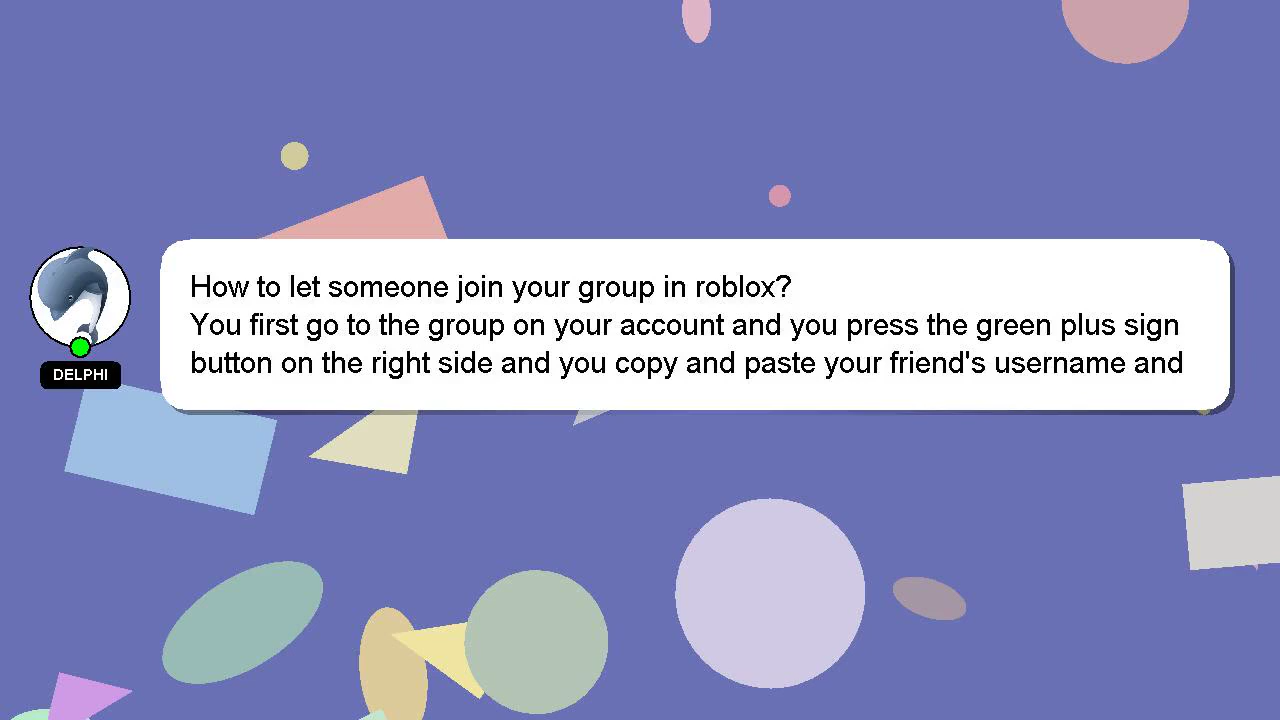 How to let someone join your group in roblox?
You first go to the group on your account and you press the green plus sign
button on the right side and you copy and paste your friend's username and
DELPHI